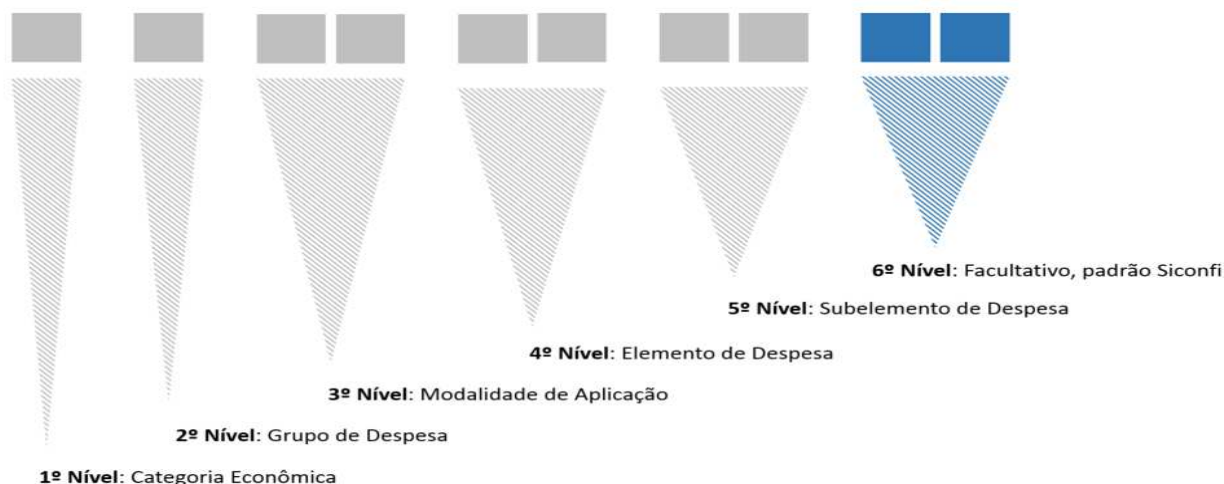 6º Nível: Facultativo, padrão Siconfi
5º Nível: Subelemento de Despesa
4º Nível: Elemento de Despesa
3º Nível: Modalidade de Aplicação
2º Nível: Grupo de Despesa
1º Nível: Categoria Econômica